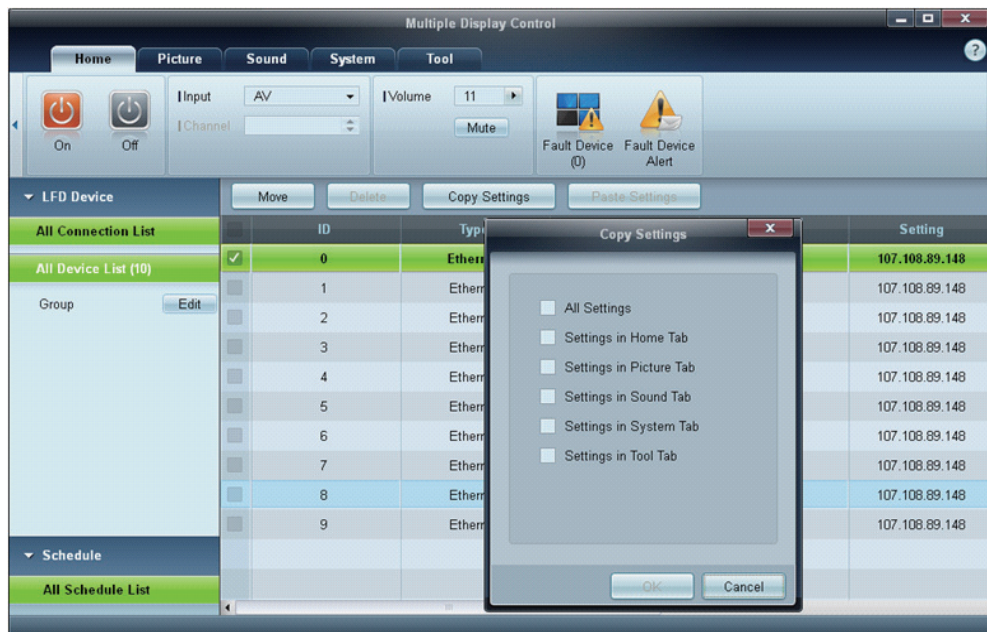 Multiple Display Control
Home Picture Sound System Tool
?
Input AV Volume 11
Channel
Mute
On Off
Fault Device (0)
Fault Device Alert
LFD Device
Move Delete Copy Settings Paste Settings
All Connection List
All Device List (10)
Group Edit
ID Setting
0 107.108.89.148
1 107.108.89.148
2 107.108.89.148
3 107.108.89.148
4 107.108.89.148
5 107.108.89.148
6 107.108.89.148
7 107.108.89.148
8 107.108.89.148
9 107.108.89.148
Copy Settings
All Settings
Settings in Home Tab
Settings in Picture Tab
Settings in Sound Tab
Settings in System Tab
Settings in Tool Tab
OK Cancel
Schedule
All Schedule List